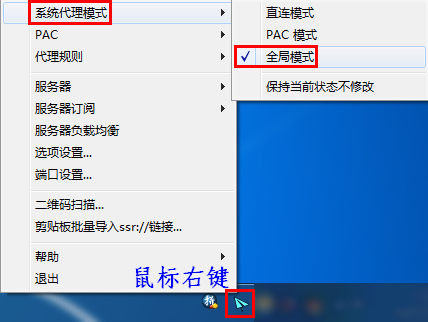 系统代理模式
PAC
代理规则
服务器
服务器订阅
服务器负载均衡
选项设置...
端口设置...
二维码扫描...
剪贴板批量导入ssr://链接...
帮助
退出
直连模式
PAC 模式
全局模式
保持当前状态不修改
鼠标右键